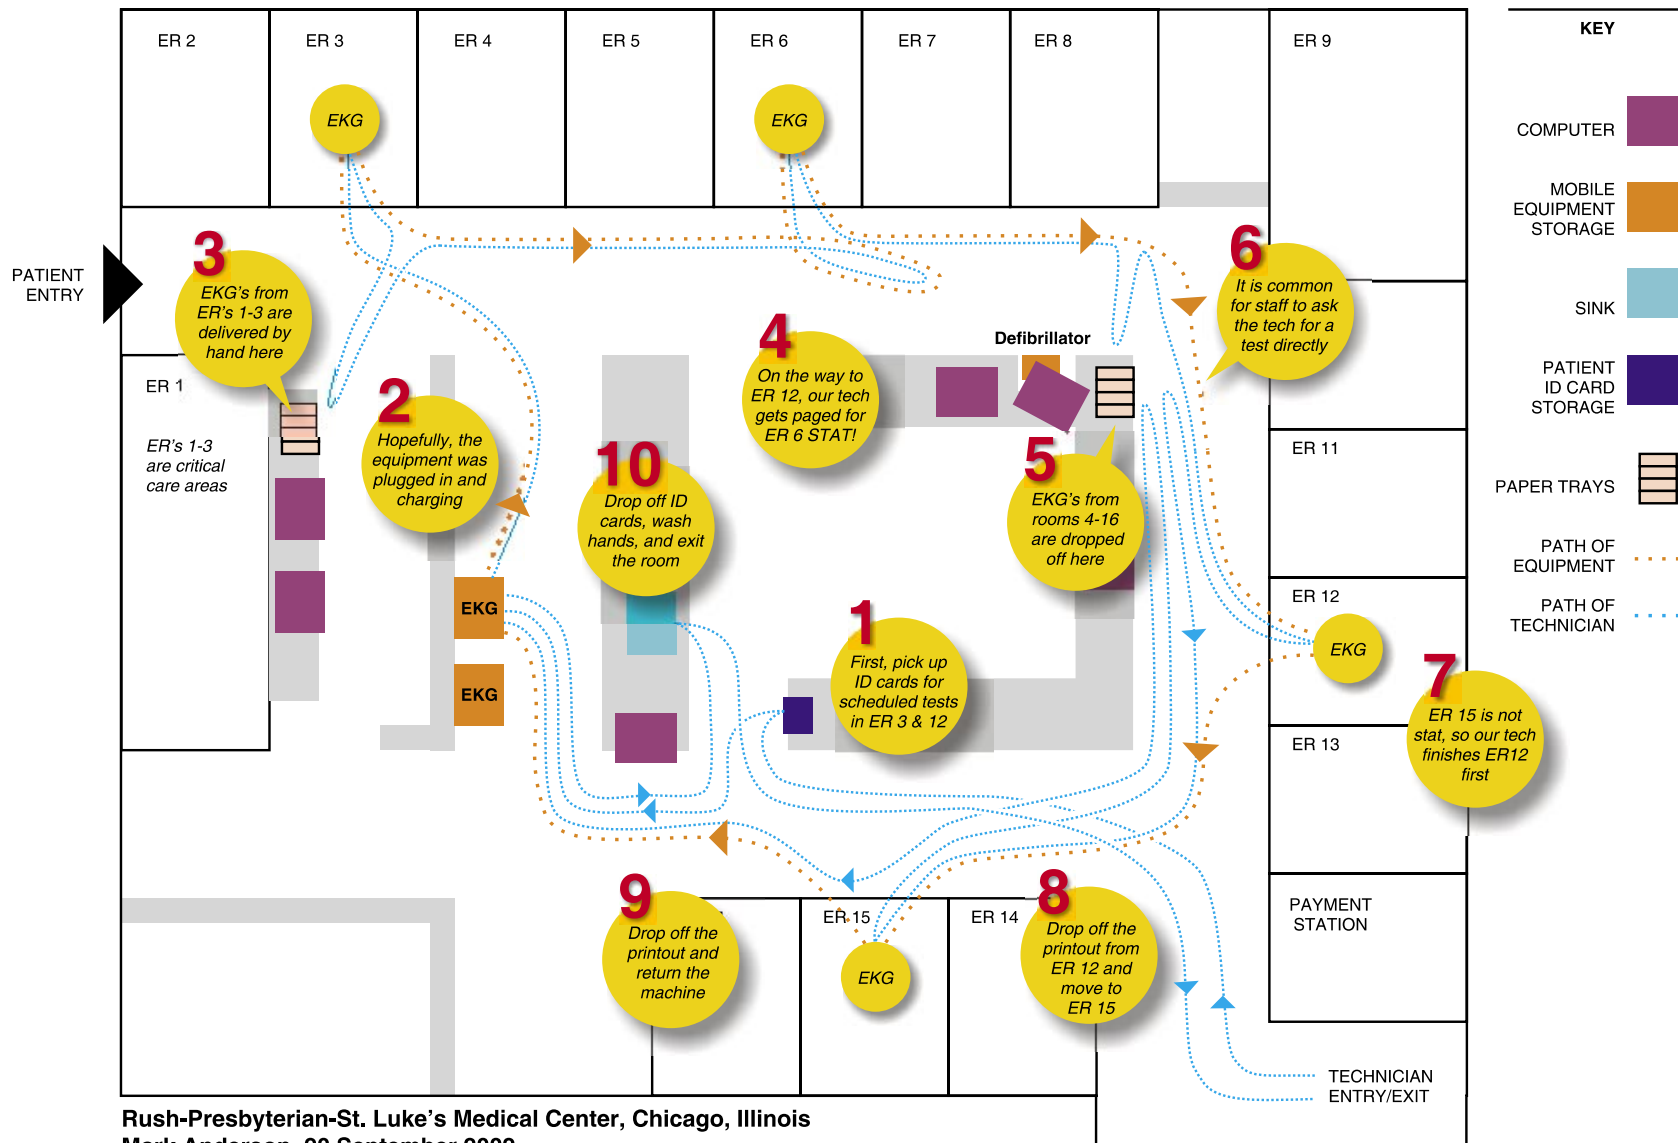 ER 2
ER 3
ER 4
ER 5
ER 6
ER 7
ER 8
ER 9
KEY
EKG
EKG
COMPUTER
MOBILE
EQUIPMENT
STORAGE
SINK
PATIENT
ID CARD
STORAGE
PAPER TRAYS
PATH OF
EQUIPMENT
PATH OF
TECHNICIAN
PATIENT
ENTRY
3
EKG's from
ER's 1-3 are
delivered by
hand here
6
It is common
for staff to ask
the tech for a
test directly
4
On the way to
ER 12, our tech
gets paged for
ER 6 STAT!
Defibrillator
ER 1
ER's 1-3
are critical
care areas
2
Hopefully, the
equipment was
plugged in and
charging
10
Drop off ID
cards, wash
hands, and exit
the room
5
EKG's from
rooms 4-16
are dropped
off here
ER 11
ER 12
EKG
EKG
EKG
1
First, pick up
ID cards for
scheduled tests
in ER 3 & 12
7
ER 15 is not
stat, so our tech
finishes ER12
first
ER 13
9
Drop off the
printout and
return the
machine
ER 15
EKG
ER 14
8
Drop off the
printout from
ER 12 and
move to
ER 15
PAYMENT
STATION
TECHNICIAN
ENTRY/EXIT
Rush-Presbyterian-St. Luke's Medical Center, Chicago, Illinois